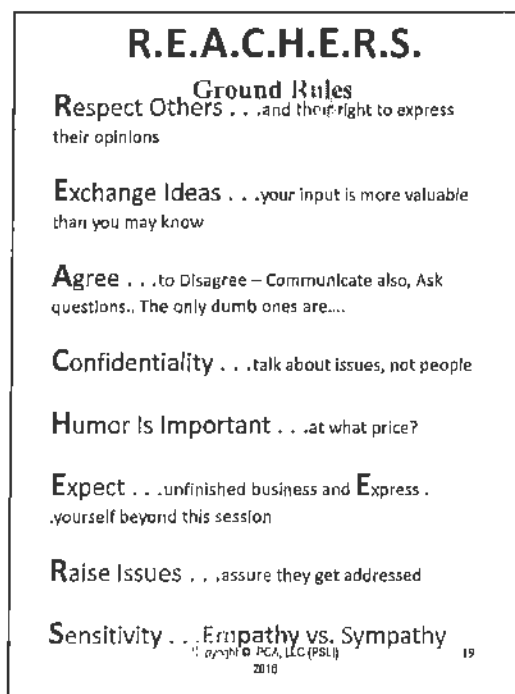 R.E.A.C.H.E.R.S.
Ground Rules
Respect Others . . .and their right to express
their opinions
Exchange Ideas . . .your input is more valuable
than you may know
Agree . . .to Disagree – Communicate also, Ask
questions.. The only dumb ones are....
Confidentiality . . .talk about issues, not people
Humor Is Important . . .at what price?
Expect . . .unfinished business and Express .
.yourself beyond this session
Raise Issues . . .assure they get addressed
Sensitivity . . .Empathy vs. Sympathy
© PCA, LLC (PSLI)
19
2016